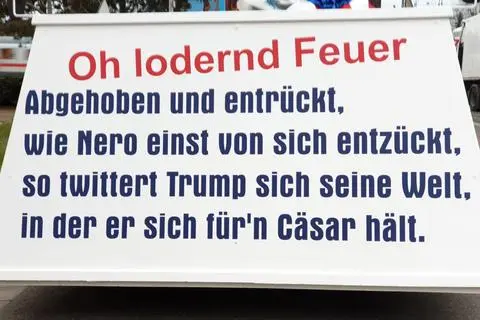 Oh lodernd Feuer
Abgehoben und entrückt,
wie Nero einst von sich entzückt,
so twittert Trump sich seine Welt,
in der er sich für'n Cäsar hält.